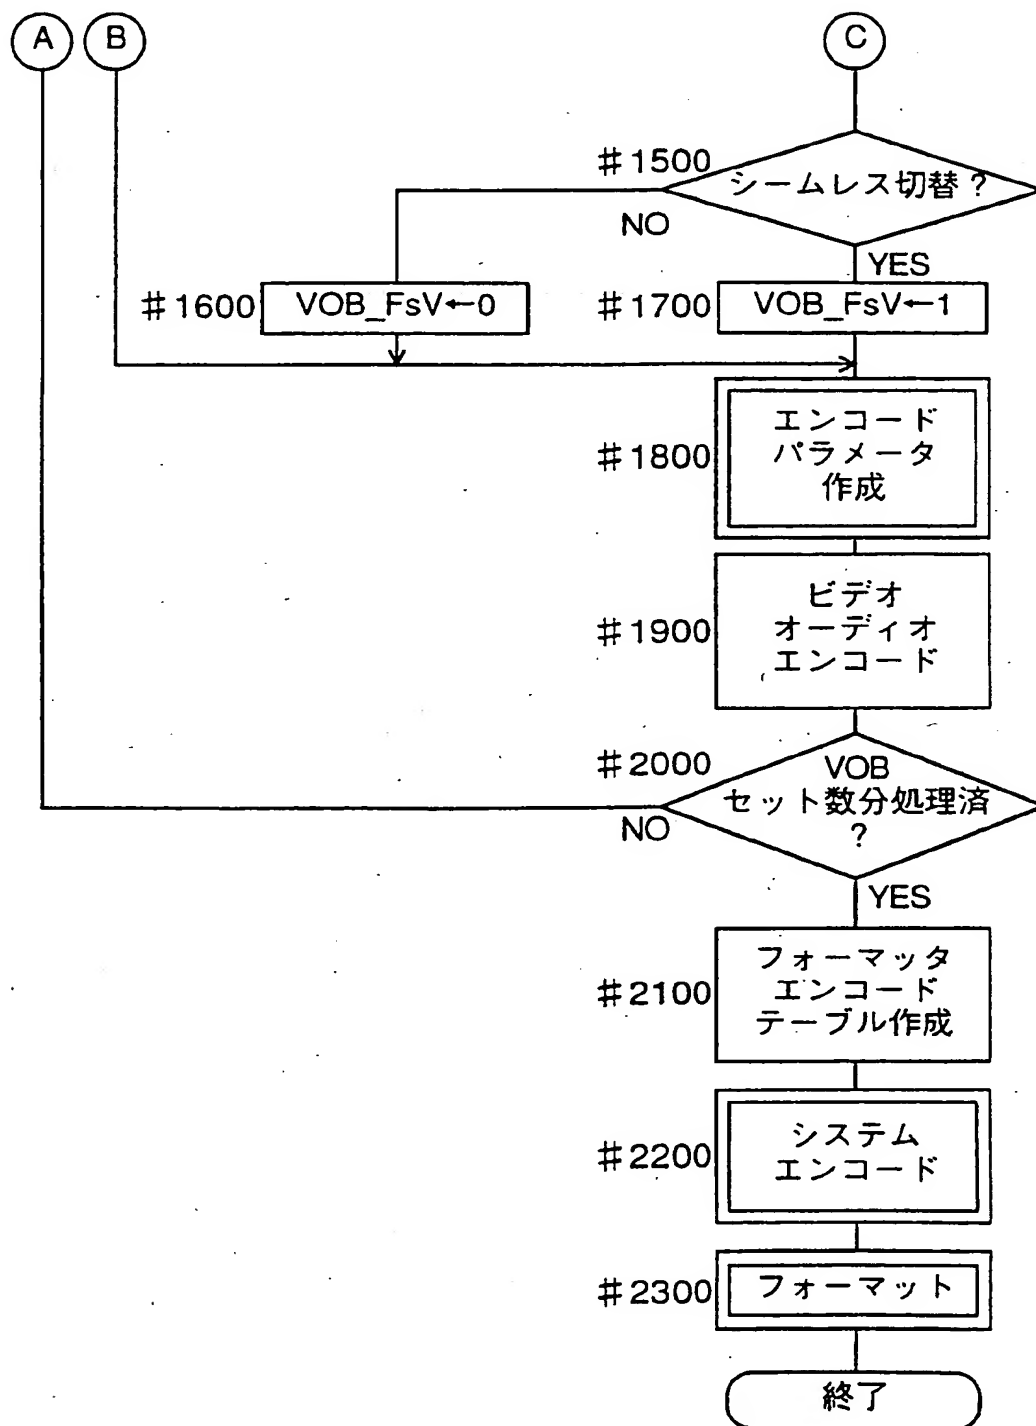 A B C
#1500
シームレス切替?
NO
YES
#1600 VOB_FsV←0
#1700 VOB_FsV←1
#1800
エンコード
パラメータ
作成
#1900
ビデオ
オーディオ
エンコード
#2000
VOB
セット数分処理済
?
NO
YES
#2100
フォーマッタ
エンコード
テーブル作成
#2200
システム
エンコード
#2300 フォーマット
終了